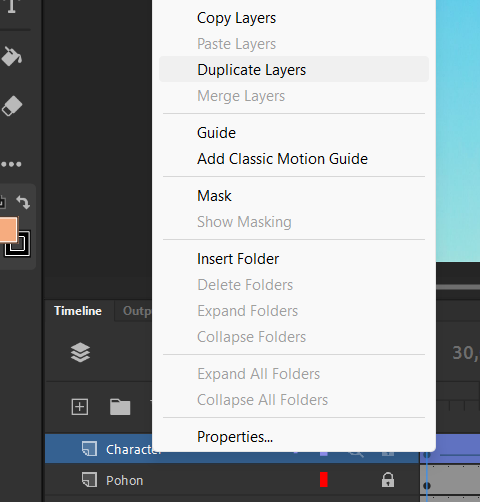 Copy Layers
Paste Layers
Duplicate Layers
Merge Layers
Guide
Add Classic Motion Guide
Mask
Show Masking
Insert Folder
Delete Folders
Expand Folders
Collapse Folders
Timeline
Outpu
30,
Expand All Folders
Collapse All Folders
Properties...
Character
Pohon